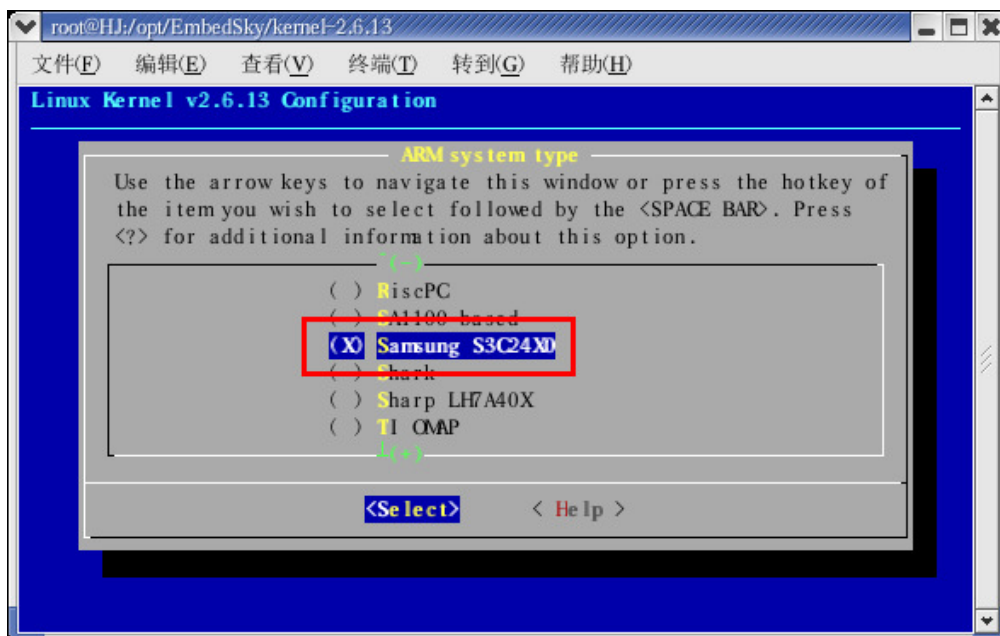 root@HJ:/opt/EmbedSky/kernel-2.6.13
文件(F) 编辑(E) 查看(V) 终端(T) 转到(G) 帮助(H)
Linux Kernel v2.6.13 Configuration
ARM system type
Use the arrow keys to navigate this window or press the hotkey of
the item you wish to select followed by the <SPACE BAR>. Press
<?> for additional information about this option.
^(-)
( ) RiscPC
( ) SA1100-based
(X) Samsung S3C24XD
( ) Shark
( ) Sharp LH7A40X
( ) TI OMAP
┴(+)
<Select> < Help >